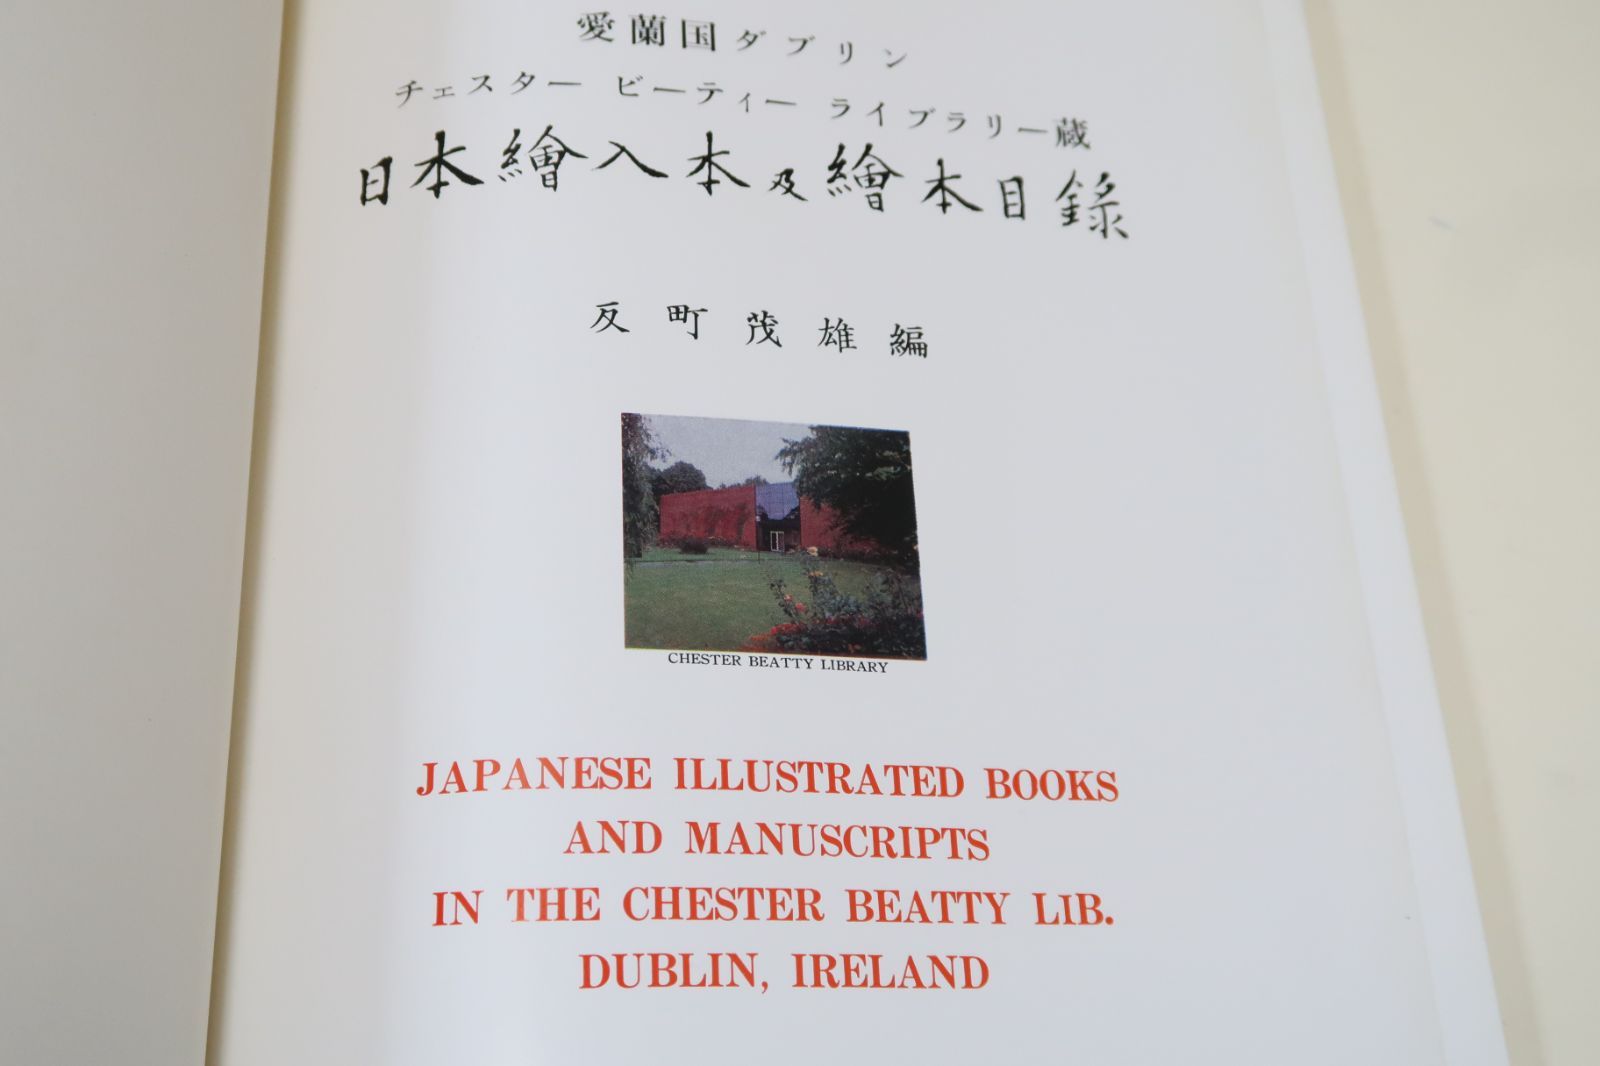 愛蘭国ダブリン
チェスター ビーティー ライブラリー蔵
日本繪入本及繪本目錄
反町茂雄編
CHESTER BEATTY LIBRARY
JAPANESE ILLUSTRATED BOOKS
AND MANUSCRIPTS
IN THE CHESTER BEATTY LIB.
DUBLIN, IRELAND